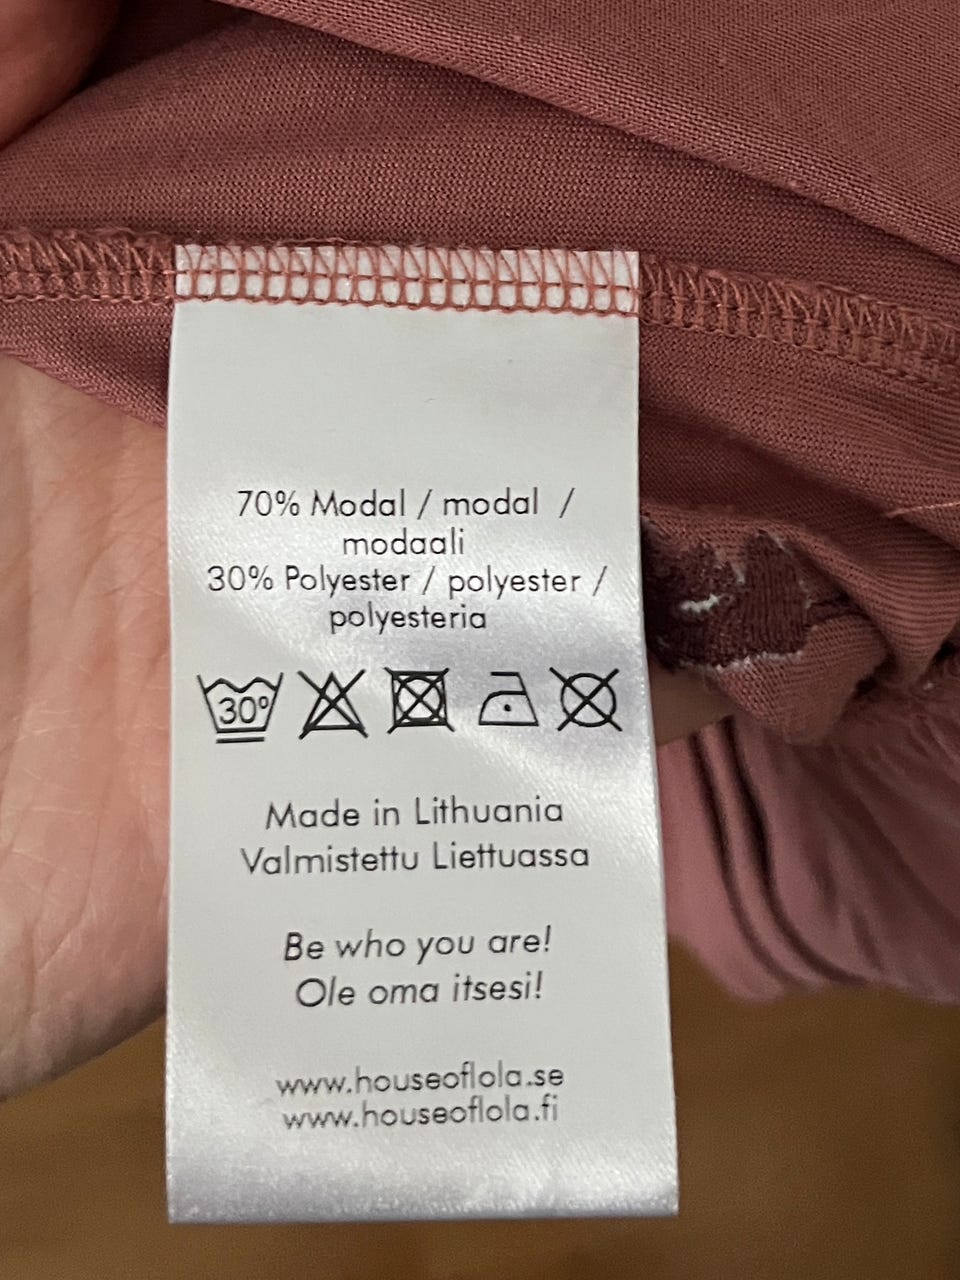 70% Modal / modal /
modaali
30% Polyester / polyester /
polyesteria
30°
Made in Lithuania
Valmistettu Liettuassa
Be who you are!
Ole oma itsesi!
www.houseoflola.se
www.houseoflola.fi